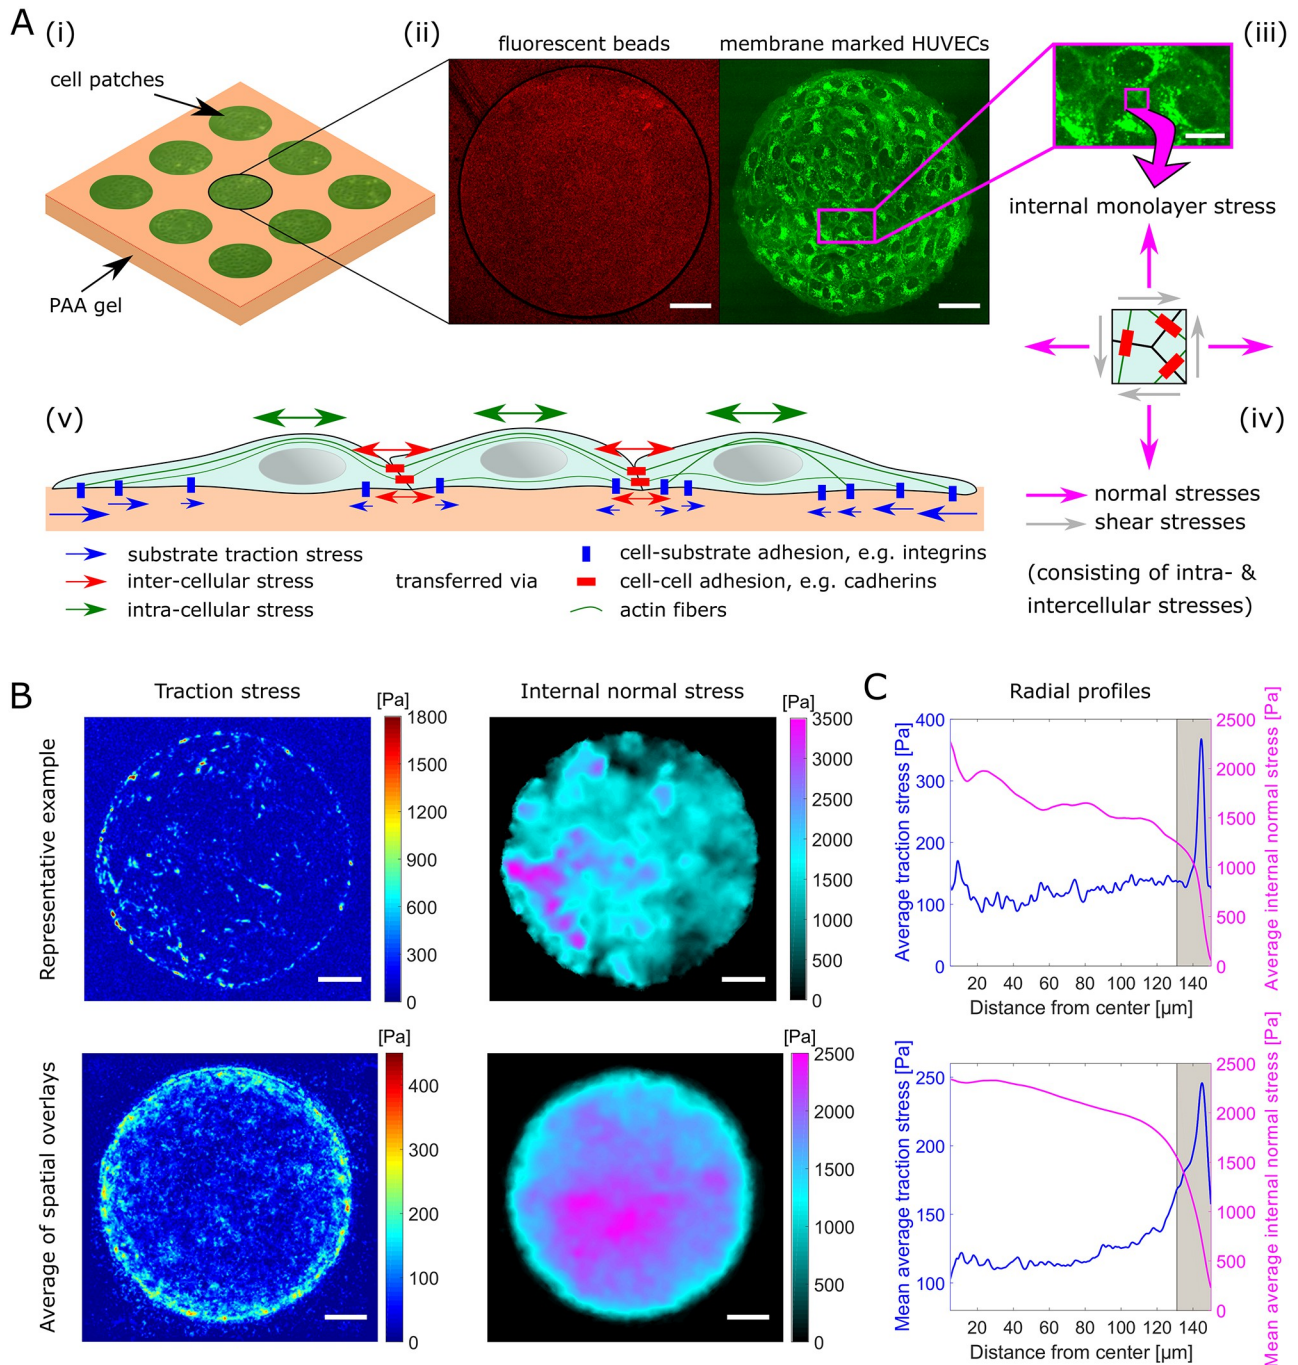 A
(i)
cell patches
PAA gel
(ii)
fluorescent beads
membrane marked HUVECs
(iii)
internal monolayer stress
(iv)
normal stresses
shear stresses
(consisting of intra- &
intercellular stresses)
(v)
substrate traction stress
inter-cellular stress
intra-cellular stress
transferred via
cell-substrate adhesion, e.g. integrins
cell-cell adhesion, e.g. cadherins
actin fibers
B
Traction stress
Internal normal stress
Representative example
[Pa]
1800
1500
1200
900
600
300
0
[Pa]
3500
3000
2500
2000
1500
1000
500
0
Average of spatial overlays
[Pa]
400
300
200
100
0
[Pa]
2500
2000
1500
1000
500
0
C
Radial profiles
Average traction stress [Pa]
400
300
200
100
0
Average internal normal stress [Pa]
2500
2000
1500
1000
500
0
20 40 60 80 100 120 140
Distance from center [µm]
Mean average traction stress [Pa]
250
200
150
100
Mean average internal normal stress [Pa]
2500
2000
1500
1000
500
0
20 40 60 80 100 120 140
Distance from center [µm]